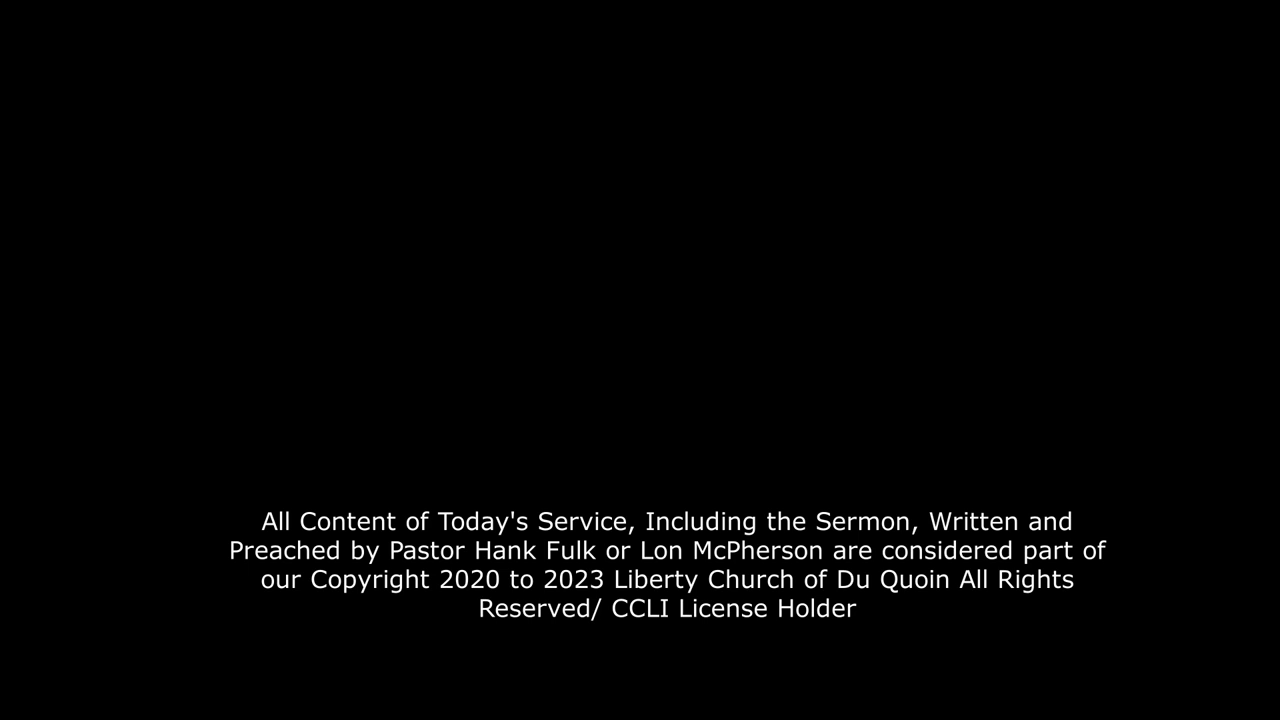 All Content of Today's Service, Including the Sermon, Written and
Preached by Pastor Hank Fulk or Lon McPherson are considered part of
our Copyright 2020 to 2023 Liberty Church of Du Quoin All Rights
Reserved/ CCLI License Holder